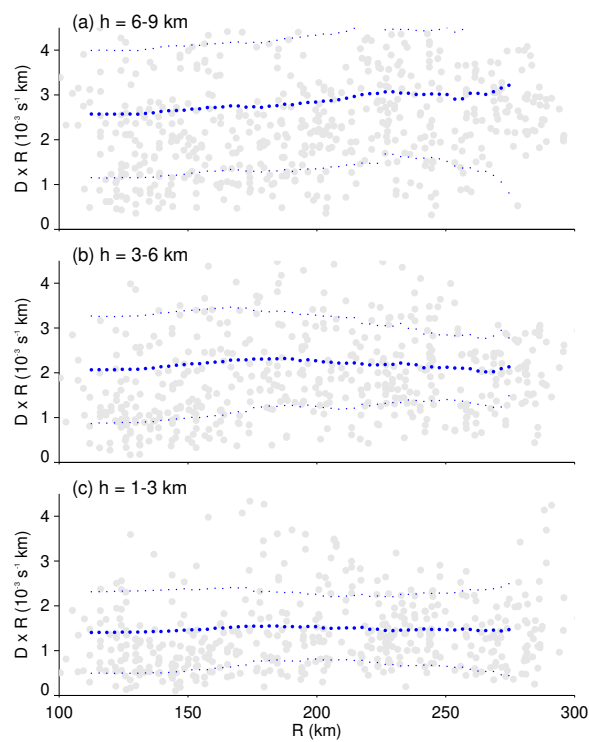 (a) h = 6-9 km
4
3
2
1
0
D x R (10⁻³ s⁻¹ km)
(b) h = 3-6 km
4
3
2
1
0
D x R (10⁻³ s⁻¹ km)
(c) h = 1-3 km
4
3
2
1
0
D x R (10⁻³ s⁻¹ km)
100 150 200 250 300
R (km)